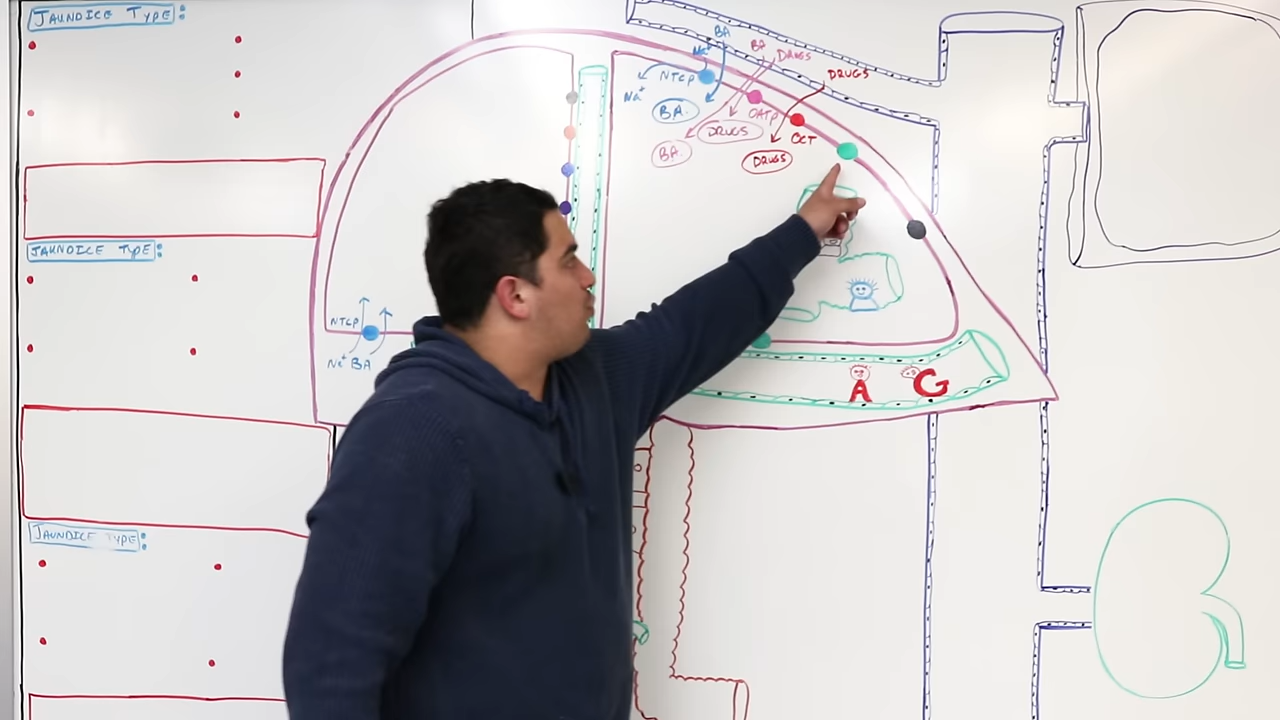 JAUNDICE TYPE:
JAUNDICE TYPE:
JAUNDICE TYPE:
NTCP
Na+ BA
BA
Na+
NTCP
Na+
BA
BA
DRUGS
OATP
DRUGS
BA
DRUGS
OCT
DRUGS
A
G